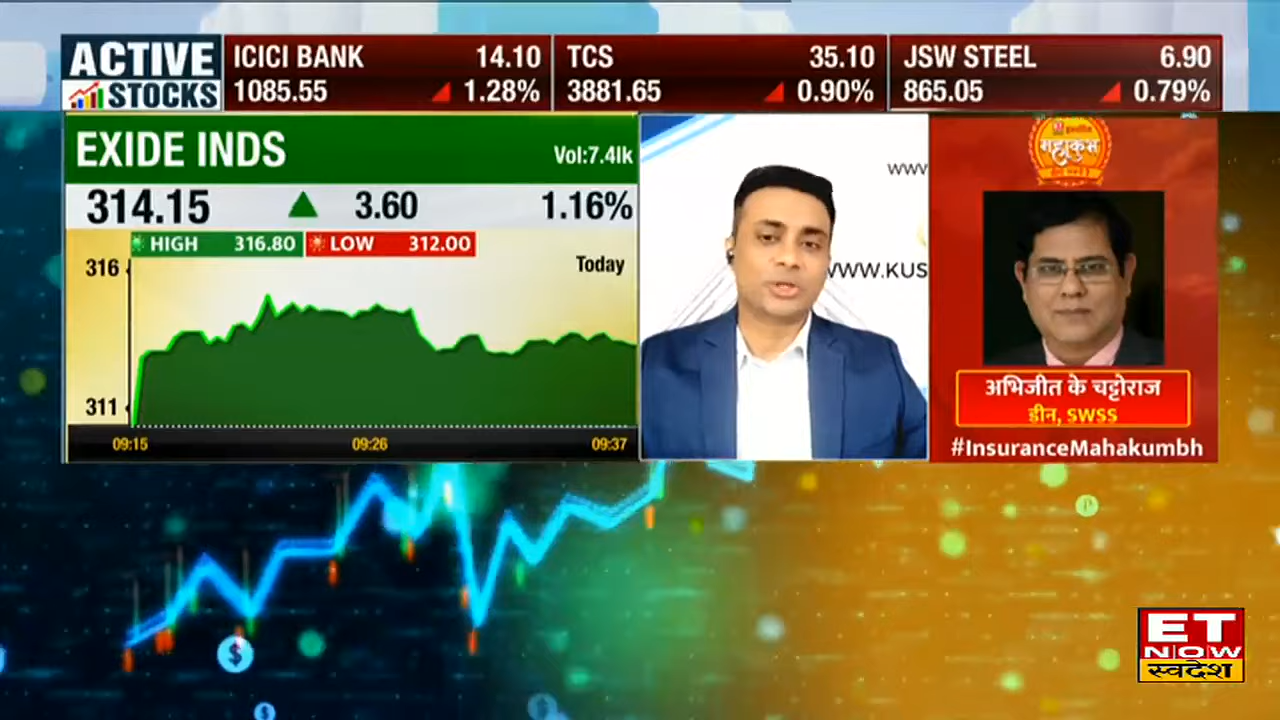 ACTIVE
STOCKS
ICICI BANK 14.10
1085.55 1.28%
TCS 35.10
3881.65 0.90%
JSW STEEL 6.90
865.05 0.79%
EXIDE INDS
Vol:7.4lk
314.15 3.60 1.16%
HIGH 316.80 LOW 312.00
316
Today
311
09:15 09:26 09:37
WWW.KUS
महाकुंभ
अभिजीत के चट्टोराज
डीन, SWSS
#InsuranceMahakumbh
ET
NOW
स्वदेश